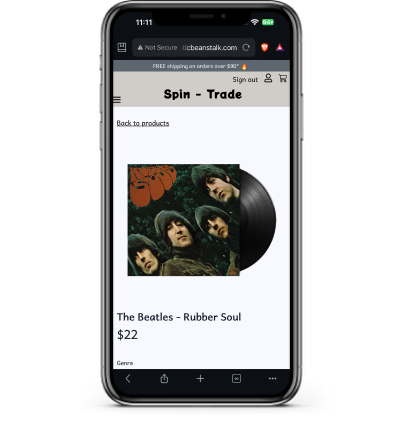 11:11
Not Secure
ticbeanstalk.com
FREE shipping on orders over $90* 🔥
Sign out
Spin - Trade
Back to products
RUBBER SOUL
The Beatles - Rubber Soul
$22
Genre